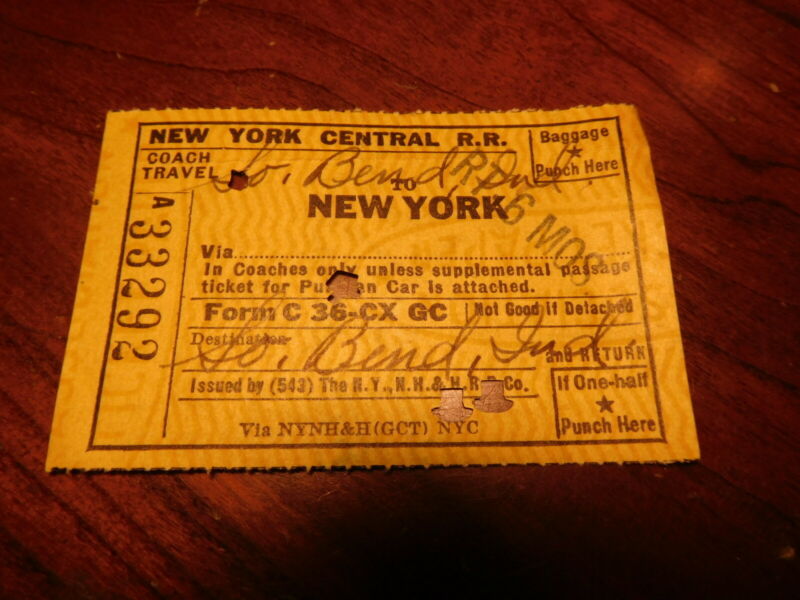 NEW YORK CENTRAL R.R.
Baggage
Punch Here
COACH
TRAVEL
So. Bend, Ind.
TO
NEW YORK
RT 6 MOS
A 33292
Via
In Coaches only unless supplemental passage
ticket for Pullman Car is attached.
Form C 36-CX GC
Not Good if Detached
Destination
So. Bend, Ind.
and RETURN
Issued by (543) The N.Y., N.H. & H. R.R. Co.
If One-half
Punch Here
Via NYNH&H (GCT) NYC